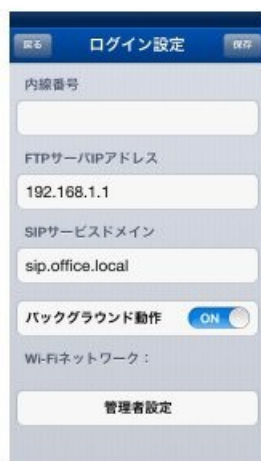 戻る
ログイン設定
保存
内線番号
FTPサーバIPアドレス
192.168.1.1
SIPサービスドメイン
sip.office.local
バックグラウンド動作
ON
Wi-Fiネットワーク：
管理者設定